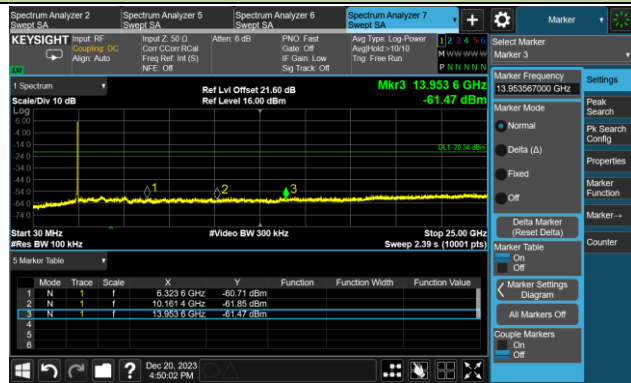 Spectrum Analyzer 2
Swept SA
Spectrum Analyzer 5
Swept SA
Spectrum Analyzer 6
Swept SA
Spectrum Analyzer 7
Swept SA
Marker
KEYSIGHT
Input: RF
Coupling: DC
Align: Auto
Input Z: 50 Ω
Corr CCorr RCal
Freq Ref: Int (S)
NFE: Off
Atten: 6 dB
PNO: Fast
Gate: Off
IF Gain: Low
Sig Track: Off
Avg Type: Log-Power
Avg|Hold:>10/10
Trig: Free Run
1 2 3 4 5 6
M W W W W W
P N N N N N
LXI
Select Marker
Marker 3
1 Spectrum
Scale/Div 10 dB
Log
Ref Lvl Offset 21.60 dB
Ref Level 16.00 dBm
Mkr3 13.953 6 GHz
-61.47 dBm
6.00
-4.00
-14.0
-24.0
-34.0
-44.0
-54.0
-64.0
-74.0
DL1 -20.34 dBm
1
2
3
Start 30 MHz
#Res BW 100 kHz
#Video BW 300 kHz
Stop 25.00 GHz
Sweep 2.39 s (10001 pts)
5 Marker Table
Mode Trace Scale X Y Function Function Width Function Value
1 N 1 f 6.323 6 GHz -60.71 dBm
2 N 1 f 10.161 4 GHz -61.85 dBm
3 N 1 f 13.953 6 GHz -61.47 dBm
4
5
6
Dec 20, 2023
4:50:02 PM
Marker Frequency
13.953567000 GHz
Marker Mode
Normal
Delta (Δ)
Fixed
Off
Delta Marker
(Reset Delta)
Marker Table
On
Off
Marker Settings
Diagram
All Markers Off
Couple Markers
On
Off
Settings
Peak
Search
Pk Search
Config
Properties
Marker
Function
Marker→
Counter